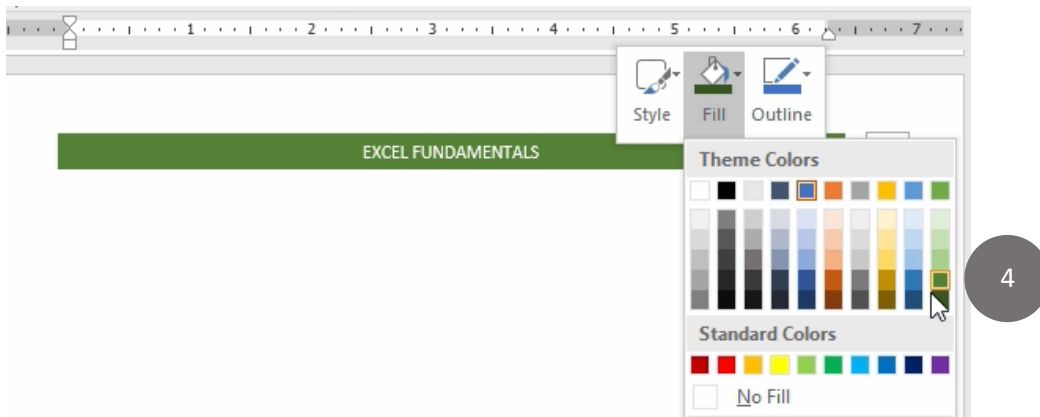 1 2 3 4 5 6 7
Style Fill Outline
EXCEL FUNDAMENTALS
Theme Colors
4
Standard Colors
No Fill